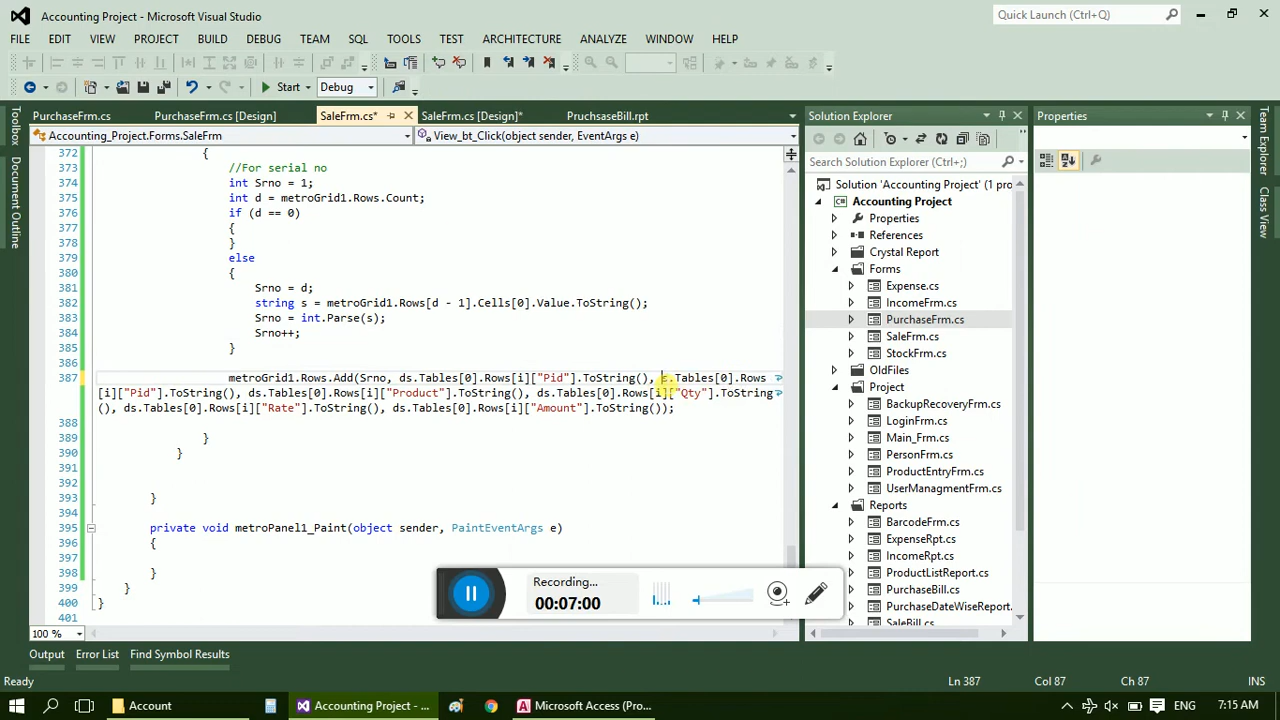 Accounting Project - Microsoft Visual Studio
Quick Launch (Ctrl+Q)
FILE EDIT VIEW PROJECT BUILD DEBUG TEAM SQL TOOLS TEST ARCHITECTURE ANALYZE WINDOW HELP
Start Debug
PurchaseFrm.cs PurchaseFrm.cs [Design] SaleFrm.cs* SaleFrm.cs [Design]* PruchsaeBill.rpt
Accounting_Project.Forms.SaleFrm View_bt_Click(object sender, EventArgs e)
372 {
373 //For serial no
374 int Srno = 1;
375 int d = metroGrid1.Rows.Count;
376 if (d == 0)
377 {
378 }
379 else
380 {
381 Srno = d;
382 string s = metroGrid1.Rows[d - 1].Cells[0].Value.ToString();
383 Srno = int.Parse(s);
384 Srno++;
385 }
386
387 metroGrid1.Rows.Add(Srno, ds.Tables[0].Rows[i]["Pid"].ToString(), s.Tables[0].Rows
[i]["Pid"].ToString(), ds.Tables[0].Rows[i]["Product"].ToString(), ds.Tables[0].Rows[i]["Qty"].ToString
(), ds.Tables[0].Rows[i]["Rate"].ToString(), ds.Tables[0].Rows[i]["Amount"].ToString());
388
389 }
390 }
391
392
393 }
394
395 private void metroPanel1_Paint(object sender, PaintEventArgs e)
396 {
397
398 }
399 }
400 }
401
100 %
Toolbox
Document Outline
Solution Explorer
Search Solution Explorer (Ctrl+;)
Solution 'Accounting Project' (1 pro
Accounting Project
Properties
References
Crystal Report
Forms
Expense.cs
IncomeFrm.cs
PurchaseFrm.cs
SaleFrm.cs
StockFrm.cs
OldFiles
Project
BackupRecoveryFrm.cs
LoginFrm.cs
Main_Frm.cs
PersonFrm.cs
ProductEntryFrm.cs
UserManagmentFrm.cs
Reports
BarcodeFrm.cs
ExpenseRpt.cs
IncomeRpt.cs
ProductListReport.cs
PurchaseBill.cs
PurchaseDateWiseReport.
SaleBill.cs
Properties
Team Explorer
Class View
Recording...
00:07:00
Output Error List Find Symbol Results
Ready Ln 387 Col 87 Ch 87 INS
Account Accounting Project - ... Microsoft Access (Pro... ENG 7:15 AM